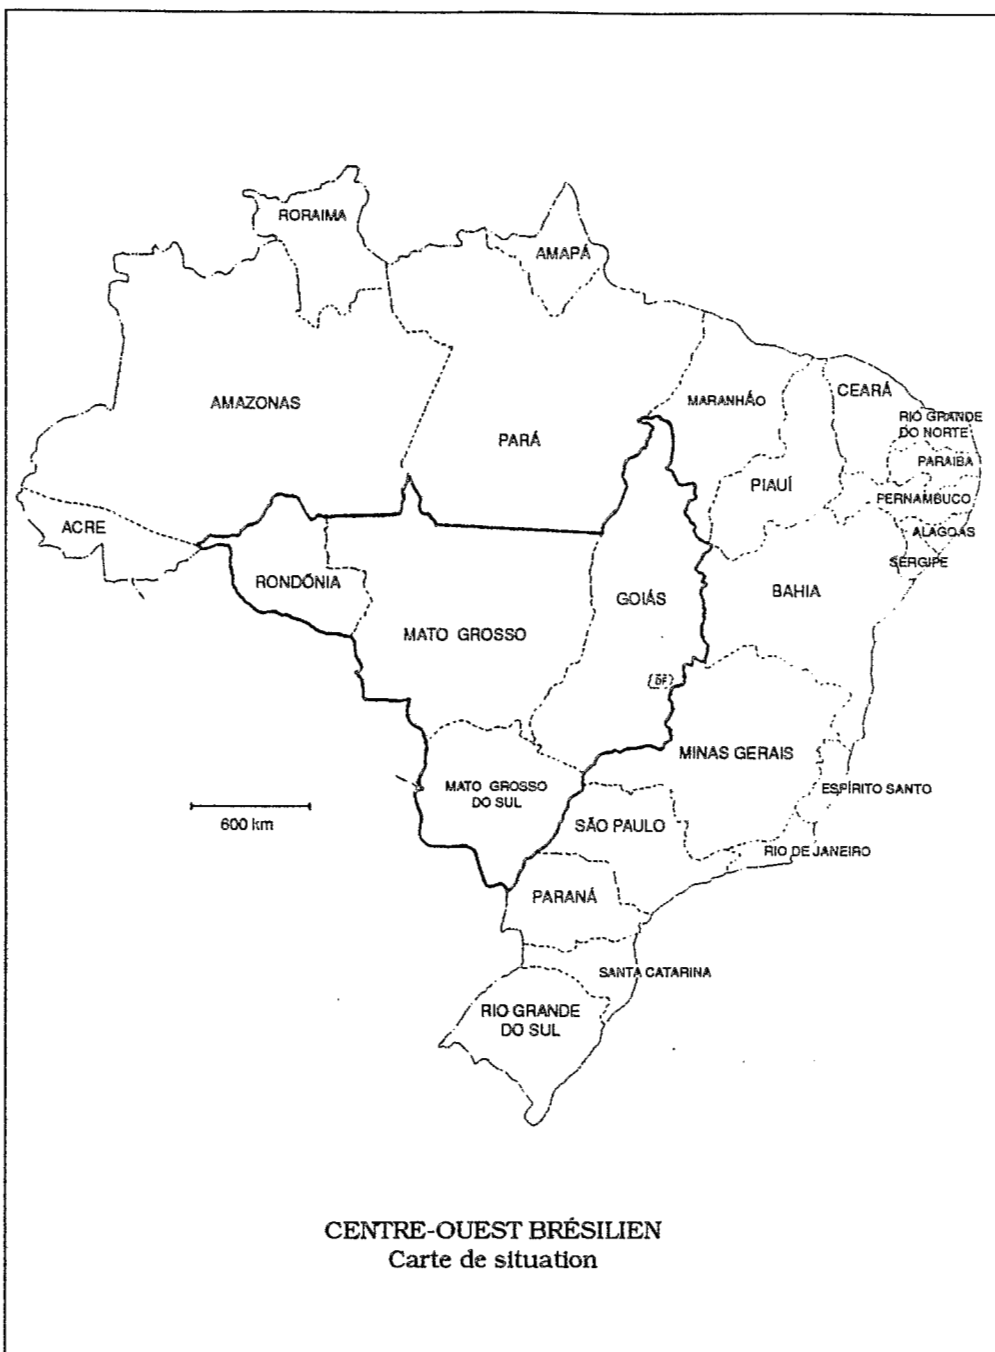 RORAIMA
AMAPÁ
AMAZONAS
PARÁ
MARANHÃO
CEARÁ
RIO GRANDE
DO NORTE
PARAIBA
PIAUÍ
PERNAMBUCO
ACRE
ALAGOAS
SERGIPE
RONDÔNIA
GOIÁS
BAHIA
MATO GROSSO
DF
MINAS GERAIS
MATO GROSSO
DO SUL
ESPÍRITO SANTO
600 km
SÃO PAULO
RIO DE JANEIRO
PARANÁ
SANTA CATARINA
RIO GRANDE
DO SUL
CENTRE-OUEST BRÉSILIEN
Carte de situation